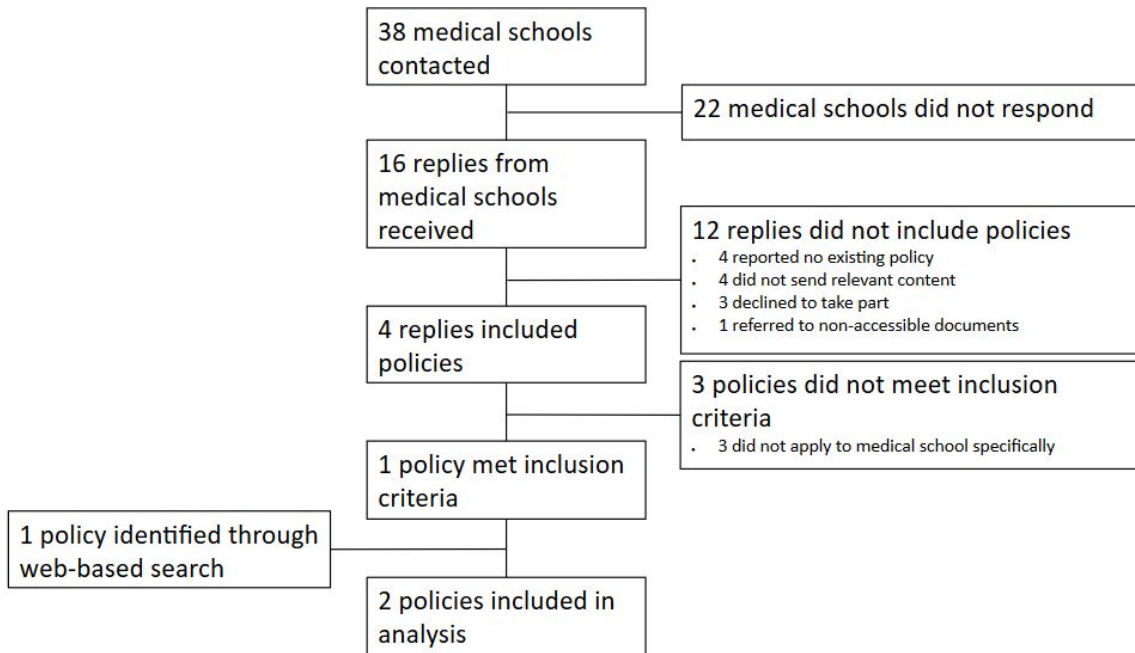 38 medical schools
contacted
22 medical schools did not respond
16 replies from
medical schools
received
12 replies did not include policies
• 4 reported no existing policy
• 4 did not send relevant content
• 3 declined to take part
• 1 referred to non-accessible documents
4 replies included
policies
3 policies did not meet inclusion
criteria
• 3 did not apply to medical school specifically
1 policy met inclusion
criteria
1 policy identified through
web-based search
2 policies included in
analysis